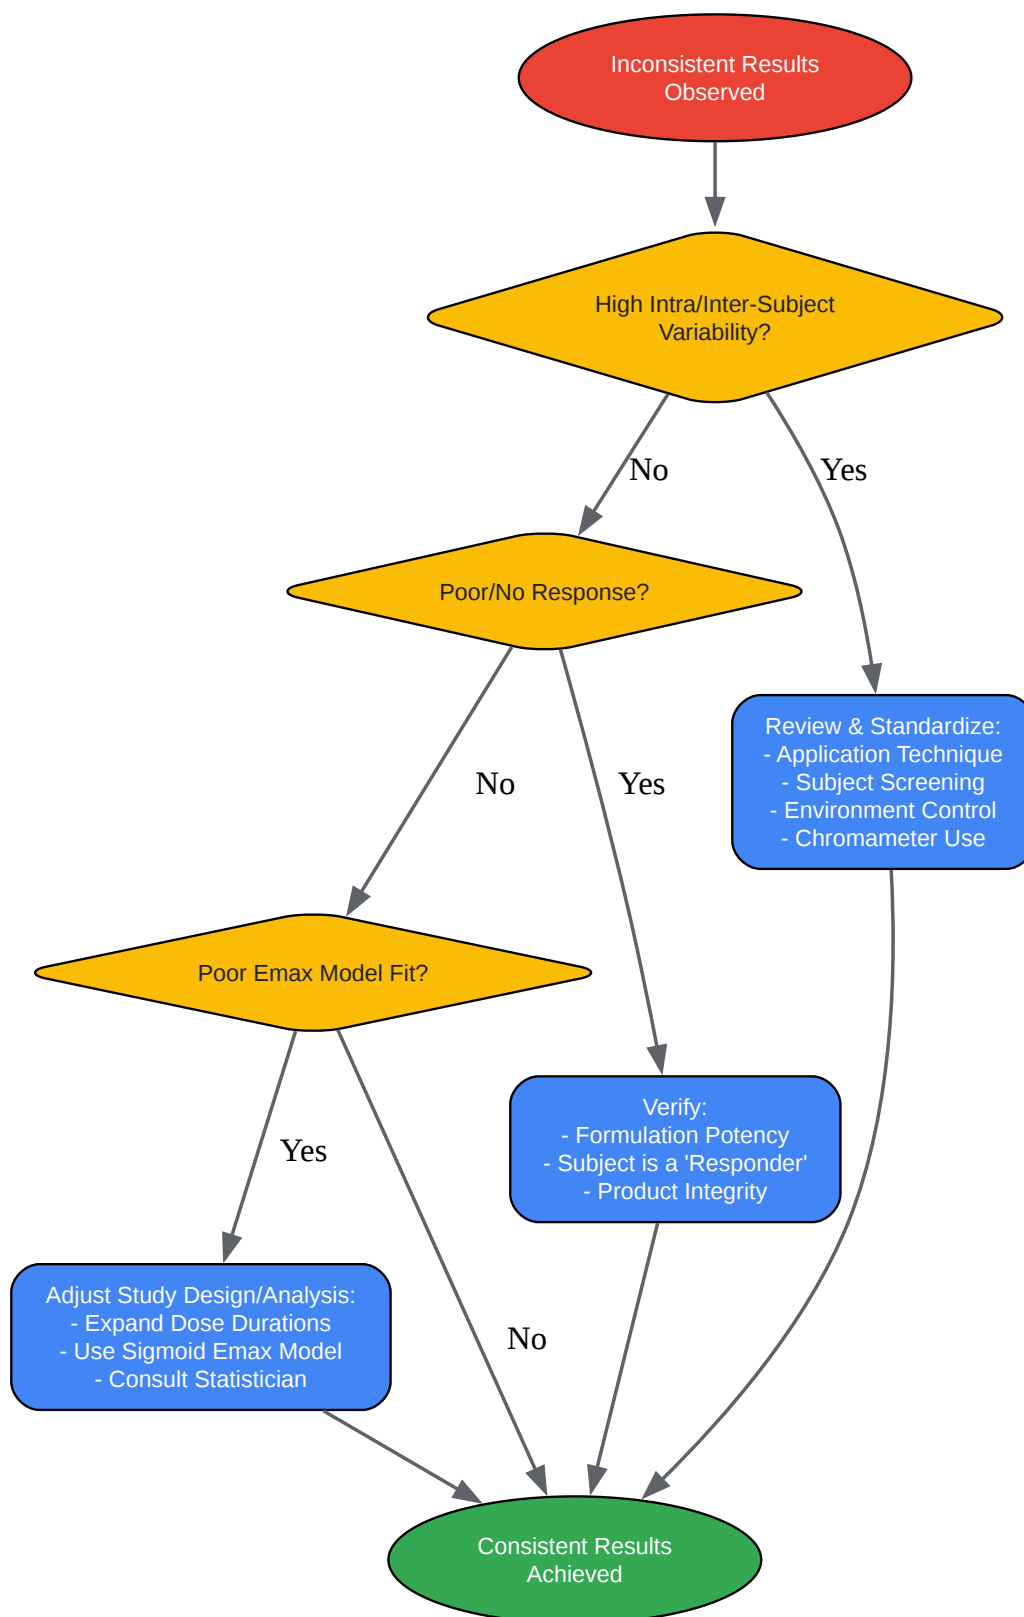 Inconsistent Results
Observed
High Intra/Inter-Subject
Variability?
No
Yes
Poor/No Response?
Review & Standardize:
- Application Technique
- Subject Screening
- Environment Control
- Chromameter Use
No
Yes
Poor Emax Model Fit?
Verify:
- Formulation Potency
- Subject is a 'Responder'
- Product Integrity
Yes
Adjust Study Design/Analysis:
- Expand Dose Durations
- Use Sigmoid Emax Model
- Consult Statistician
No
Consistent Results
Achieved